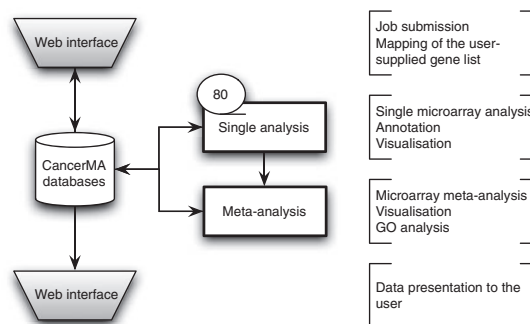 Web interface
Job submission
Mapping of the user-
supplied gene list
80
Single analysis
Single microarray analysis
Annotation
Visualisation
CancerMA
databases
Meta-analysis
Microarray meta-analysis
Visualisation
GO analysis
Web interface
Data presentation to the
user